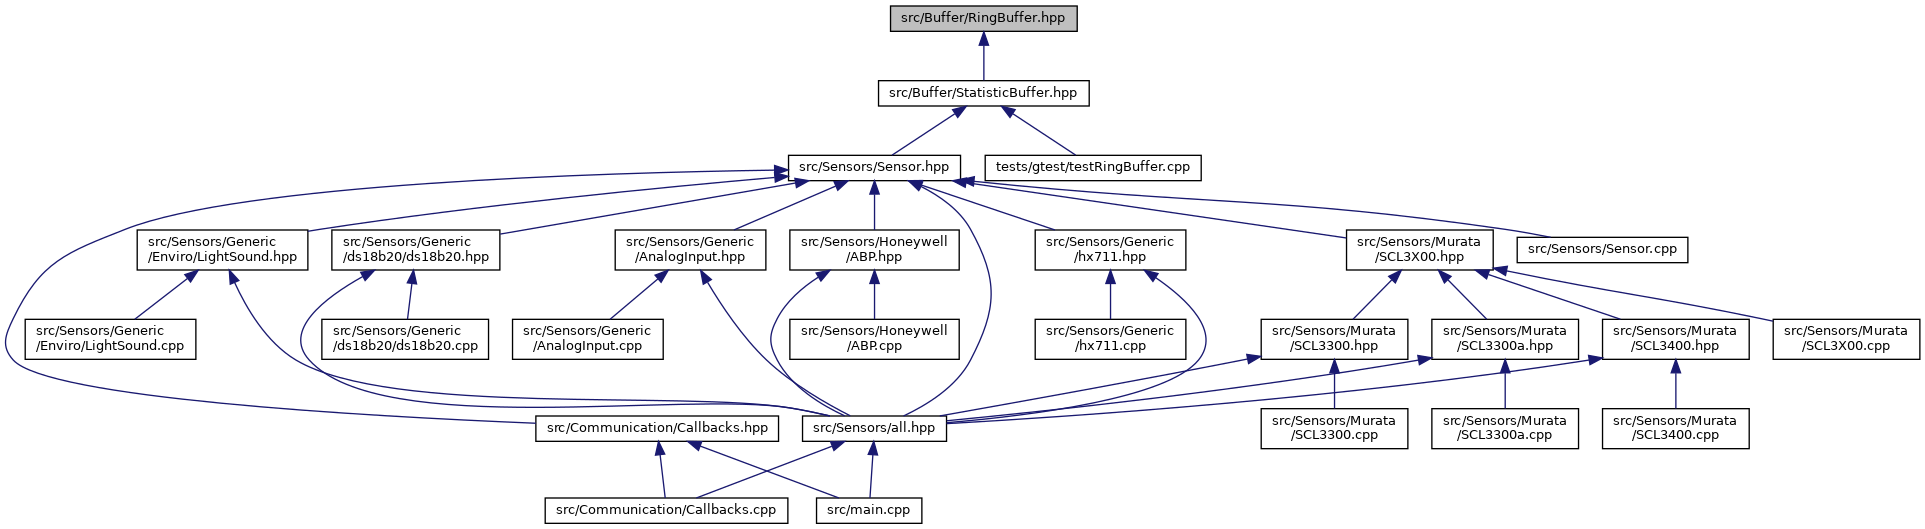 src/Buffer/RingBuffer.hpp
src/Buffer/StatisticBuffer.hpp
src/Sensors/Sensor.hpp
tests/gtest/testRingBuffer.cpp
src/Sensors/Generic
/Enviro/LightSound.hpp
src/Sensors/Generic
/ds18b20/ds18b20.hpp
src/Sensors/Generic
/AnalogInput.hpp
src/Sensors/Honeywell
/ABP.hpp
src/Sensors/Generic
/hx711.hpp
src/Sensors/Murata
/SCL3X00.hpp
src/Sensors/Sensor.cpp
src/Sensors/Generic
/Enviro/LightSound.cpp
src/Sensors/Generic
/ds18b20/ds18b20.cpp
src/Sensors/Generic
/AnalogInput.cpp
src/Sensors/Honeywell
/ABP.cpp
src/Sensors/Generic
/hx711.cpp
src/Sensors/Murata
/SCL3300.hpp
src/Sensors/Murata
/SCL3300a.hpp
src/Sensors/Murata
/SCL3400.hpp
src/Sensors/Murata
/SCL3X00.cpp
src/Communication/Callbacks.hpp
src/Sensors/all.hpp
src/Sensors/Murata
/SCL3300.cpp
src/Sensors/Murata
/SCL3300a.cpp
src/Sensors/Murata
/SCL3400.cpp
src/Communication/Callbacks.cpp
src/main.cpp